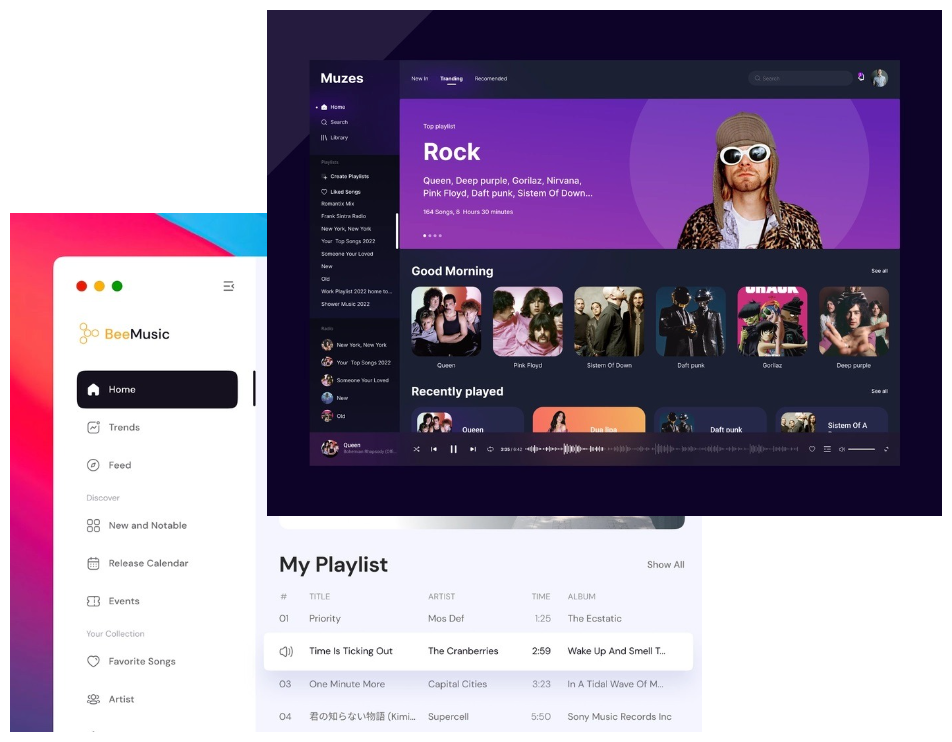 Muzes
New In Tranding Recomended
Search
Home
Search
Library
Playlists
Create Playlists
Liked Songs
Romantix Mix
Frank Sintra Radio
New York, New York
Your Top Songs 2022
Someone Your Loved
New
Old
Work Playlist 2022 home to...
Shower Music 2022
Radio
New York, New York
Your Top Songs 2022
Someone Your Loved
New
Old
Top playlist
Rock
Queen, Deep purple, Gorilaz, Nirvana,
Pink Floyd, Daft punk, Sistem Of Down...
164 Songs, 8 Hours 30 minutes
Good Morning See all
Queen Pink Floyd Sistem Of Down Daft punk Gorilaz Deep purple
Recently played See all
Queen Dua lipa Daft punk Sistem Of A
Queen
Bohemian Rhapsody
BeeMusic
Home
Trends
Feed
Discover
New and Notable
Release Calendar
Events
Your Collection
Favorite Songs
Artist
My Playlist Show All
# TITLE ARTIST TIME ALBUM
01 Priority Mos Def 1:25 The Ecstatic
Time Is Ticking Out The Cranberries 2:59 Wake Up And Smell T...
03 One Minute More Capital Cities 3:23 In A Tidal Wave Of M...
04 君の知らない物語 (Kimi... Supercell 5:50 Sony Music Records Inc